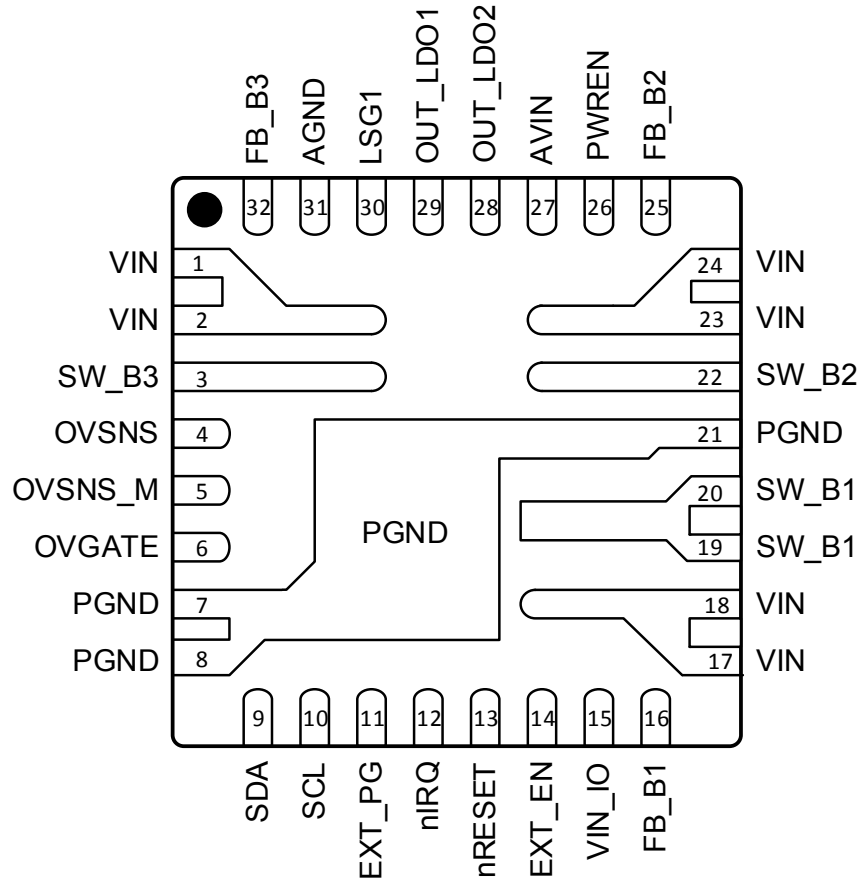 FB_B3
AGND
LSG1
OUT_LDO1
OUT_LDO2
AVIN
PWREN
FB_B2
32
31
30
29
28
27
26
25
VIN
1
24
VIN
VIN
2
23
VIN
SW_B3
3
22
SW_B2
OVSNS
4
21
PGND
OVSNS_M
5
20
SW_B1
OVGATE
6
PGND
19
SW_B1
PGND
7
18
VIN
PGND
8
17
VIN
9
10
11
12
13
14
15
16
SDA
SCL
EXT_PG
nIRQ
nRESET
EXT_EN
VIN_IO
FB_B1